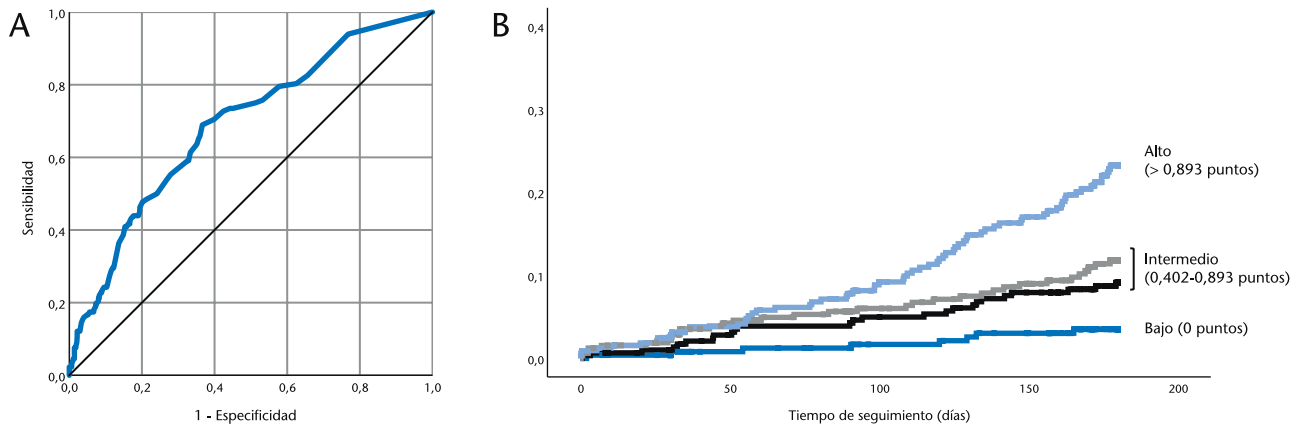 A
1,0
0,8
0,6
0,4
0,2
0,0
Sensibilidad
0,0
0,2
0,4
0,6
0,8
1,0
1 - Especificidad
B
0,4
0,3
0,2
0,1
0,0
0
50
100
150
200
Tiempo de seguimiento (días)
Alto
(> 0,893 puntos)
Intermedio
(0,402-0,893 puntos)
Bajo (0 puntos)